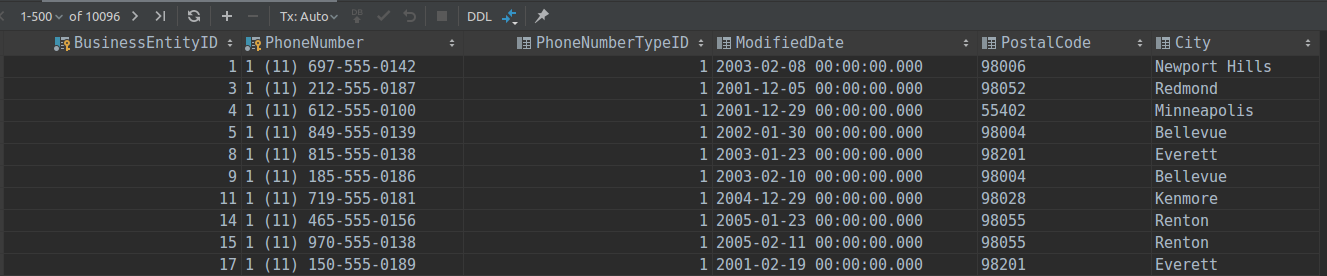 1-500 of 10096 Tx: Auto DB DDL
BusinessEntityID PhoneNumber PhoneNumberTypeID ModifiedDate PostalCode City
1 1 (11) 697-555-0142 1 2003-02-08 00:00:00.000 98006 Newport Hills
3 1 (11) 212-555-0187 1 2001-12-05 00:00:00.000 98052 Redmond
4 1 (11) 612-555-0100 1 2001-12-29 00:00:00.000 55402 Minneapolis
5 1 (11) 849-555-0139 1 2002-01-30 00:00:00.000 98004 Bellevue
8 1 (11) 815-555-0138 1 2003-01-23 00:00:00.000 98201 Everett
9 1 (11) 185-555-0186 1 2003-02-10 00:00:00.000 98004 Bellevue
11 1 (11) 719-555-0181 1 2004-12-29 00:00:00.000 98028 Kenmore
14 1 (11) 465-555-0156 1 2005-01-23 00:00:00.000 98055 Renton
15 1 (11) 970-555-0138 1 2005-02-11 00:00:00.000 98055 Renton
17 1 (11) 150-555-0189 1 2001-02-19 00:00:00.000 98201 Everett